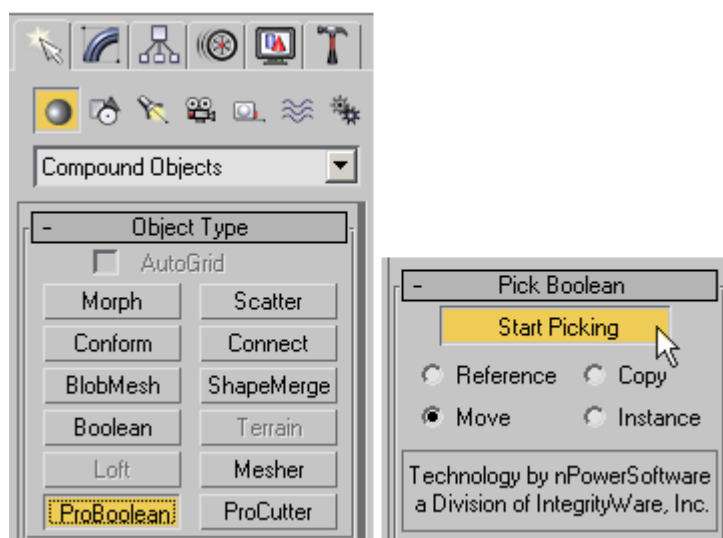 Compound Objects
- Object Type
AutoGrid
Morph Scatter
Conform Connect
BlobMesh ShapeMerge
Boolean Terrain
Loft Mesher
ProBoolean ProCutter
- Pick Boolean
Start Picking
Reference Copy
Move Instance
Technology by nPowerSoftware
a Division of IntegrityWare, Inc.